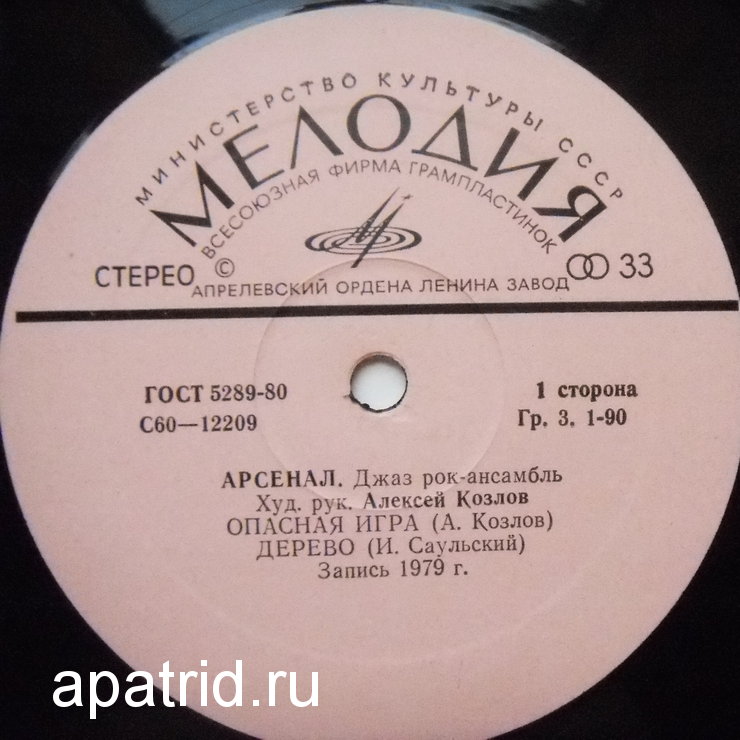 МИНИСТЕРСТВО КУЛЬТУРЫ СССР
МЕЛОДИЯ
ВСЕСОЮЗНАЯ ФИРМА ГРАМПЛАСТИНОК
СТЕРЕО © 33
АПРЕЛЕВСКИЙ ОРДЕНА ЛЕНИНА ЗАВОД
ГОСТ 5289-80 1 сторона
С60—12209 Гр. 3. 1-90
АРСЕНАЛ. Джаз рок-ансамбль
Худ. рук. Алексей Козлов
ОПАСНАЯ ИГРА (А. Козлов)
ДЕРЕВО (И. Саульский)
Запись 1979 г.
apatrid.ru